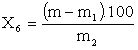 X₆ = (m – m₁).100 / m₂